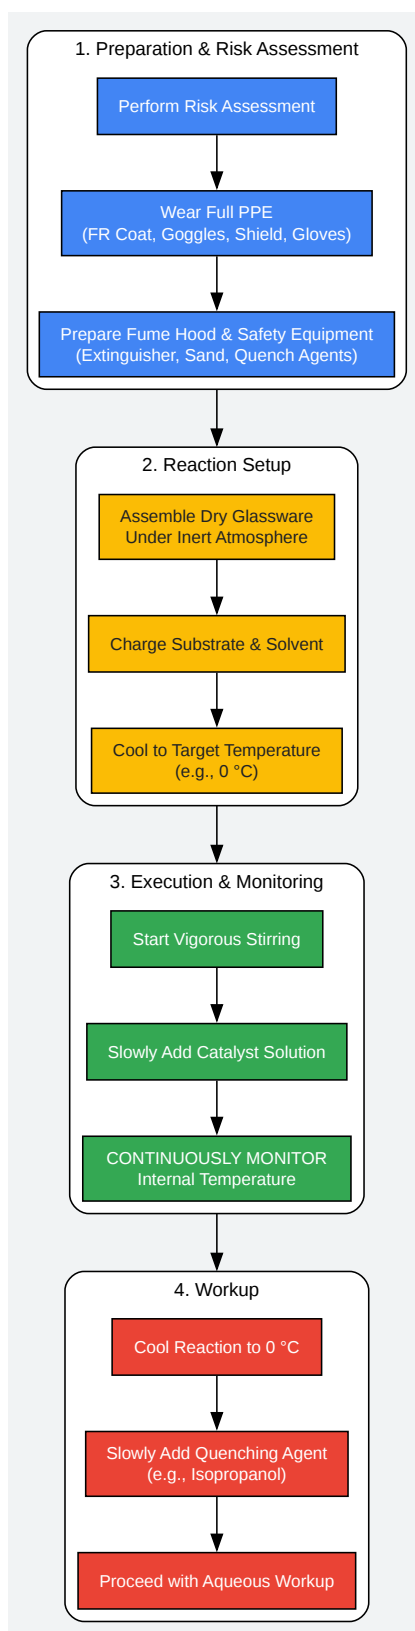 1. Preparation & Risk Assessment
Perform Risk Assessment
Wear Full PPE
(FR Coat, Goggles, Shield, Gloves)
Prepare Fume Hood & Safety Equipment
(Extinguisher, Sand, Quench Agents)
2. Reaction Setup
Assemble Dry Glassware
Under Inert Atmosphere
Charge Substrate & Solvent
Cool to Target Temperature
(e.g., 0 °C)
3. Execution & Monitoring
Start Vigorous Stirring
Slowly Add Catalyst Solution
CONTINUOUSLY MONITOR
Internal Temperature
4. Workup
Cool Reaction to 0 °C
Slowly Add Quenching Agent
(e.g., Isopropanol)
Proceed with Aqueous Workup